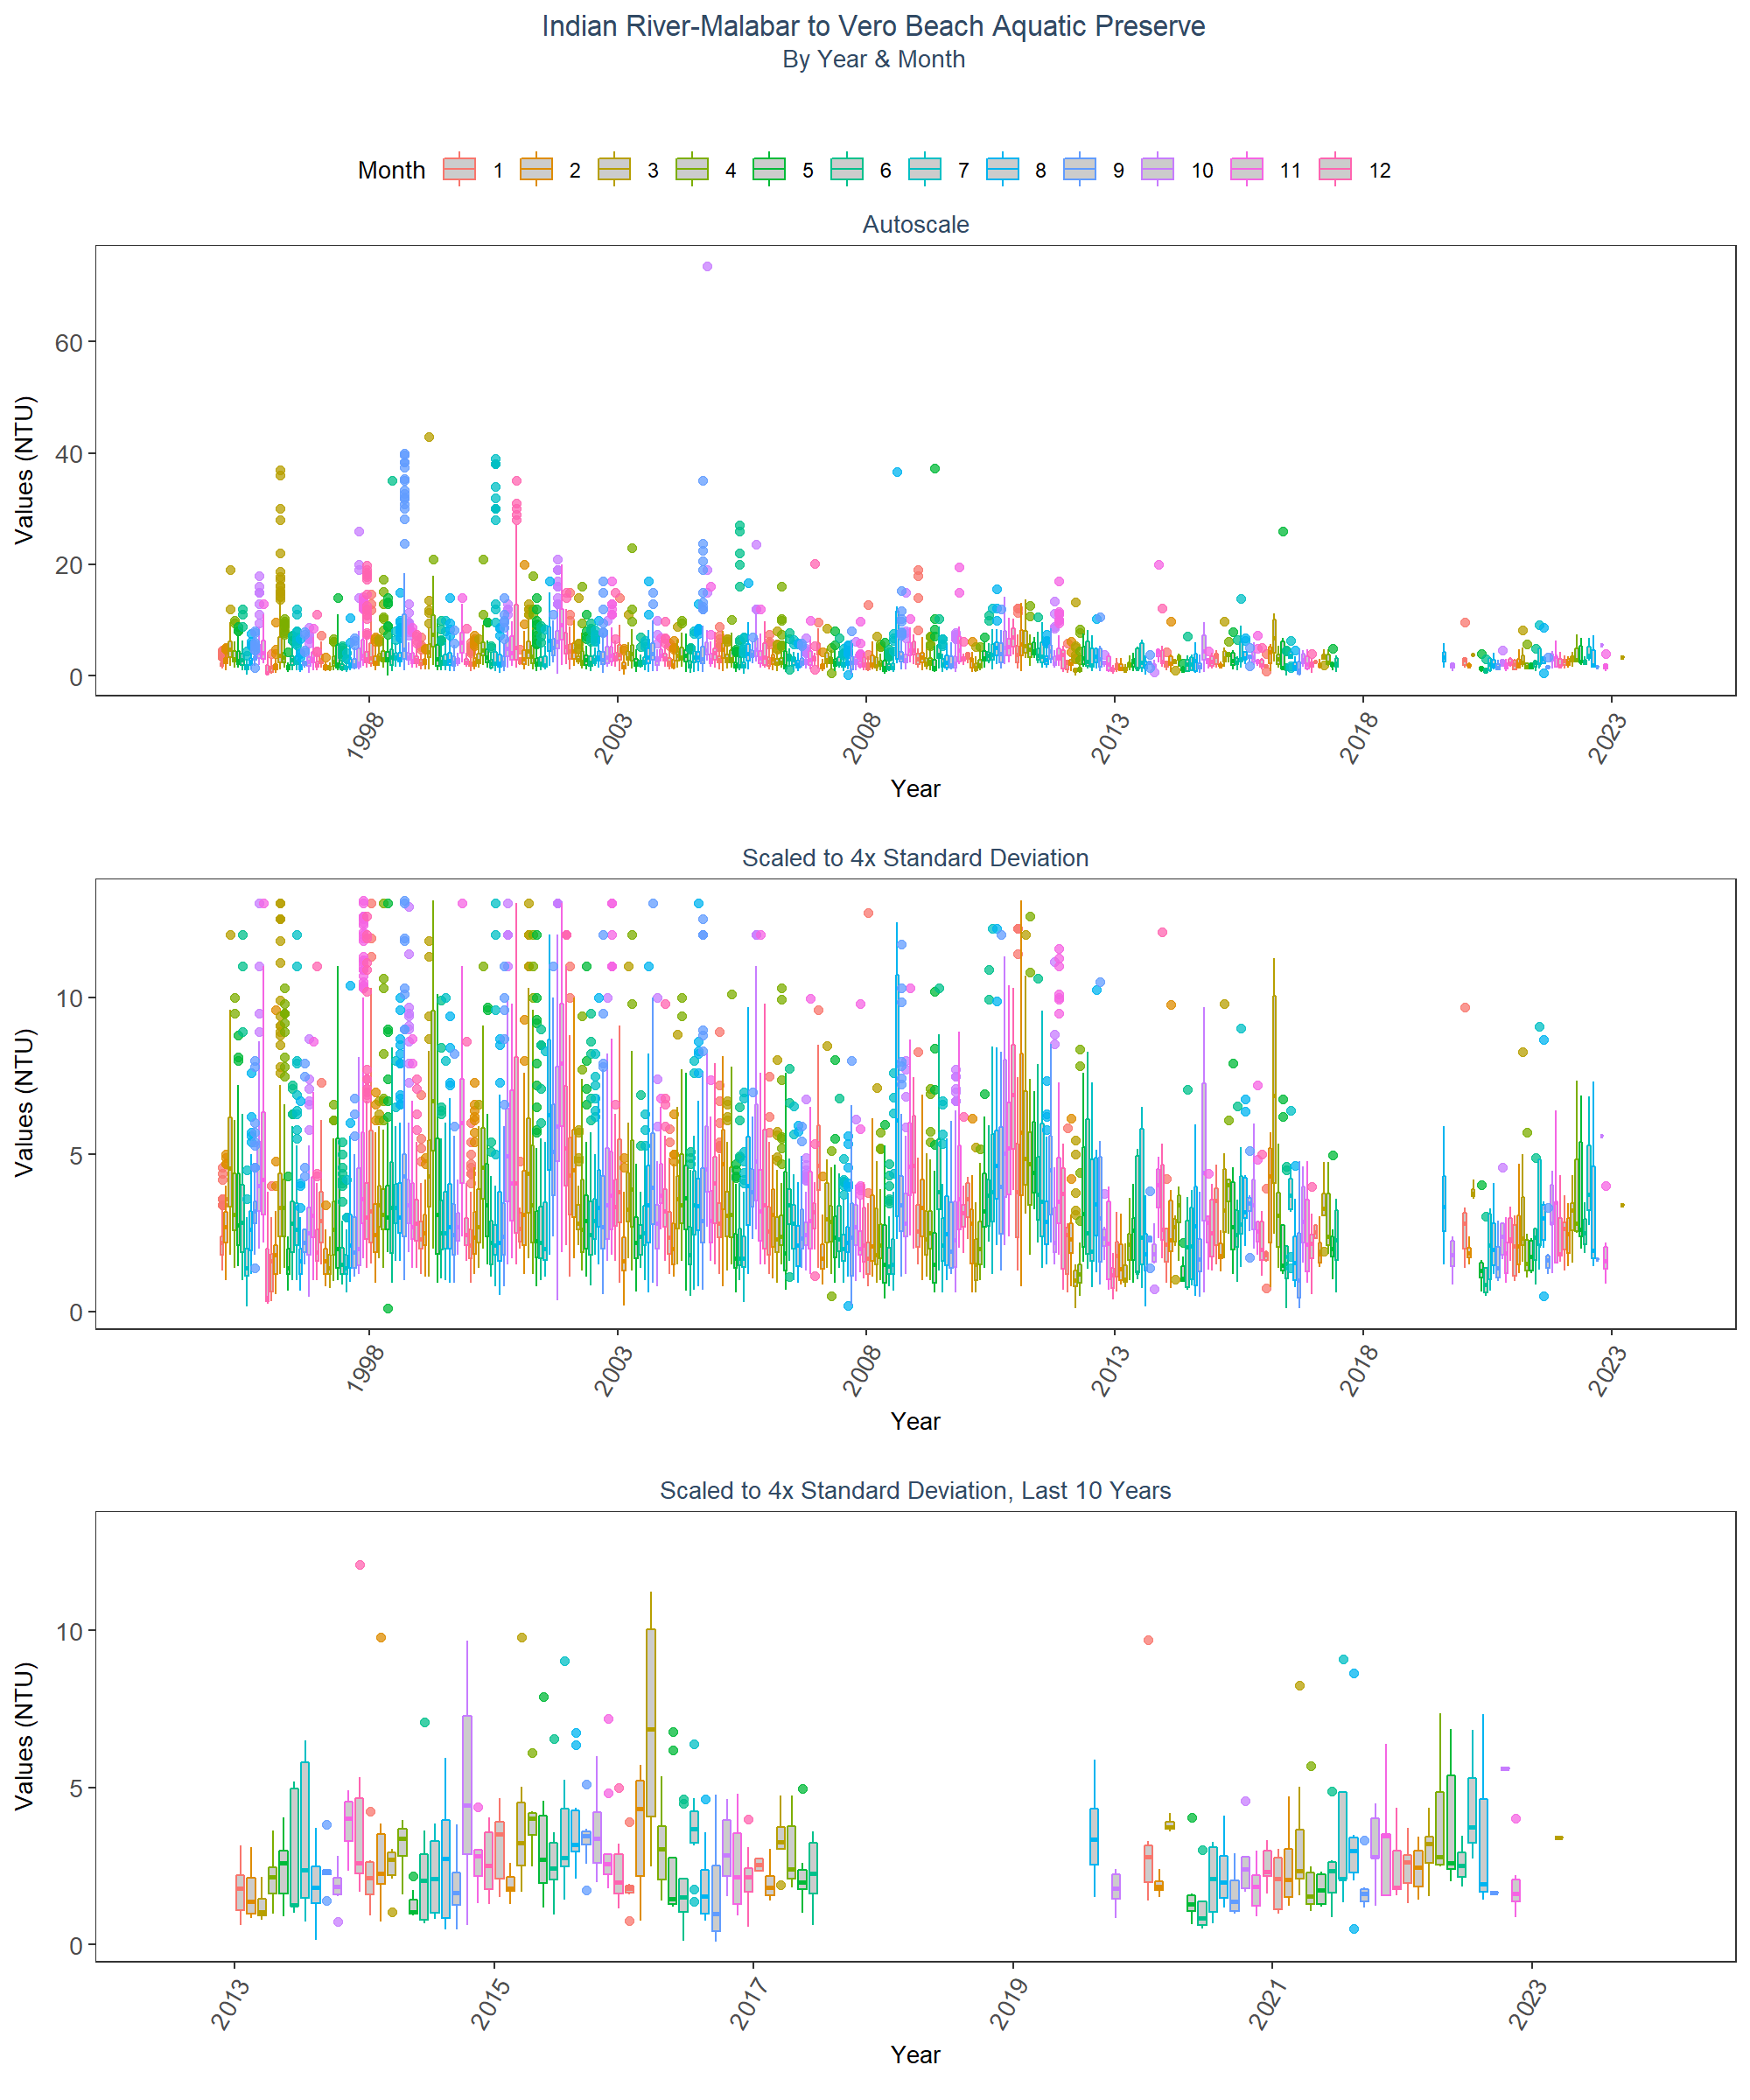 Indian River-Malabar to Vero Beach Aquatic Preserve
By Year & Month
Month 1 2 3 4 5 6 7 8 9 10 11 12
Autoscale
Values (NTU)
60
40
20
0
1998 2003 2008 2013 2018 2023
Year
Scaled to 4x Standard Deviation
Values (NTU)
10
5
0
1998 2003 2008 2013 2018 2023
Year
Scaled to 4x Standard Deviation, Last 10 Years
Values (NTU)
10
5
0
2013 2015 2017 2019 2021 2023
Year